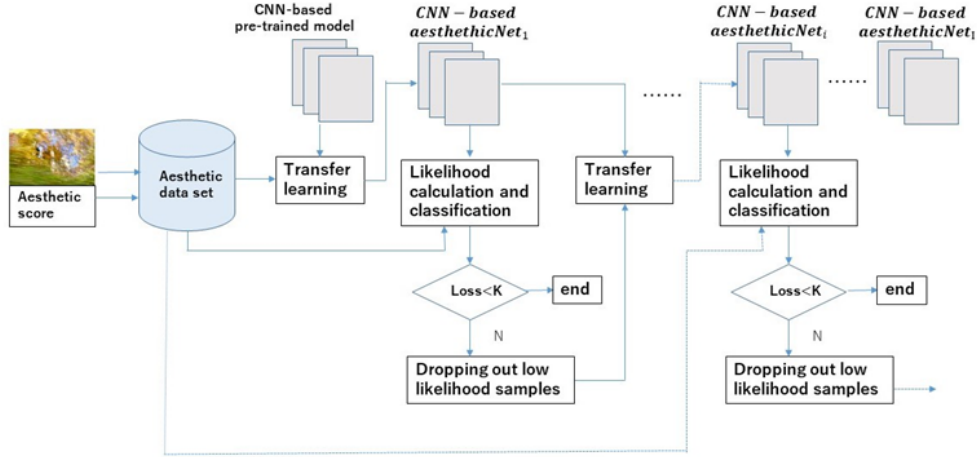 CNN-based
pre-trained model
CNN−based
aesthethicNet₁
CNN−based
aesthethicNetᵢ
CNN−based
aesthethicNet_I
......
......
Aesthetic
score
Aesthetic
data set
Transfer
learning
Likelihood
calculation and
classification
Transfer
learning
Likelihood
calculation and
classification
Loss<K
end
Loss<K
end
N
N
Dropping out low
likelihood samples
Dropping out low
likelihood samples